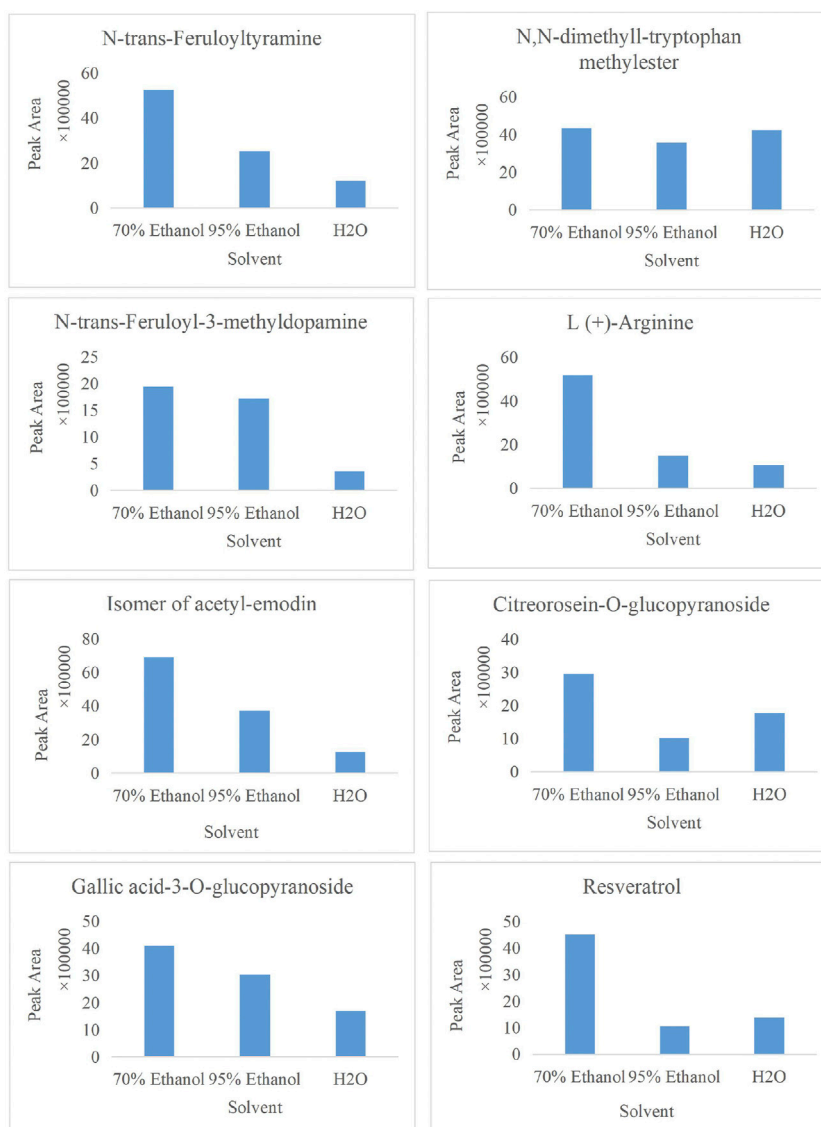 N-trans-Feruloyltyramine
Peak Area
×100000
60
40
20
0
70% Ethanol 95% Ethanol H2O
Solvent
N,N-dimethyll-tryptophan
methylester
Peak Area
×100000
60
40
20
0
70% Ethanol 95% Ethanol H2O
Solvent
N-trans-Feruloyl-3-methyldopamine
Peak Area
×100000
25
20
15
10
5
0
70% Ethanol 95% Ethanol H2O
Solvent
L (+)-Arginine
Peak Area
×100000
60
40
20
0
70% Ethanol 95% Ethanol H2O
Solvent
Isomer of acetyl-emodin
Peak Area
×100000
80
60
40
20
0
70% Ethanol 95% Ethanol H2O
Solvent
Citreorosein-O-glucopyranoside
Peak Area
×100000
40
30
20
10
0
70% Ethanol 95% Ethanol H2O
Solvent
Gallic acid-3-O-glucopyranoside
Peak Area
×100000
50
40
30
20
10
0
70% Ethanol 95% Ethanol H2O
Solvent
Resveratrol
Peak Area
×100000
50
40
30
20
10
0
70% Ethanol 95% Ethanol H2O
Solvent